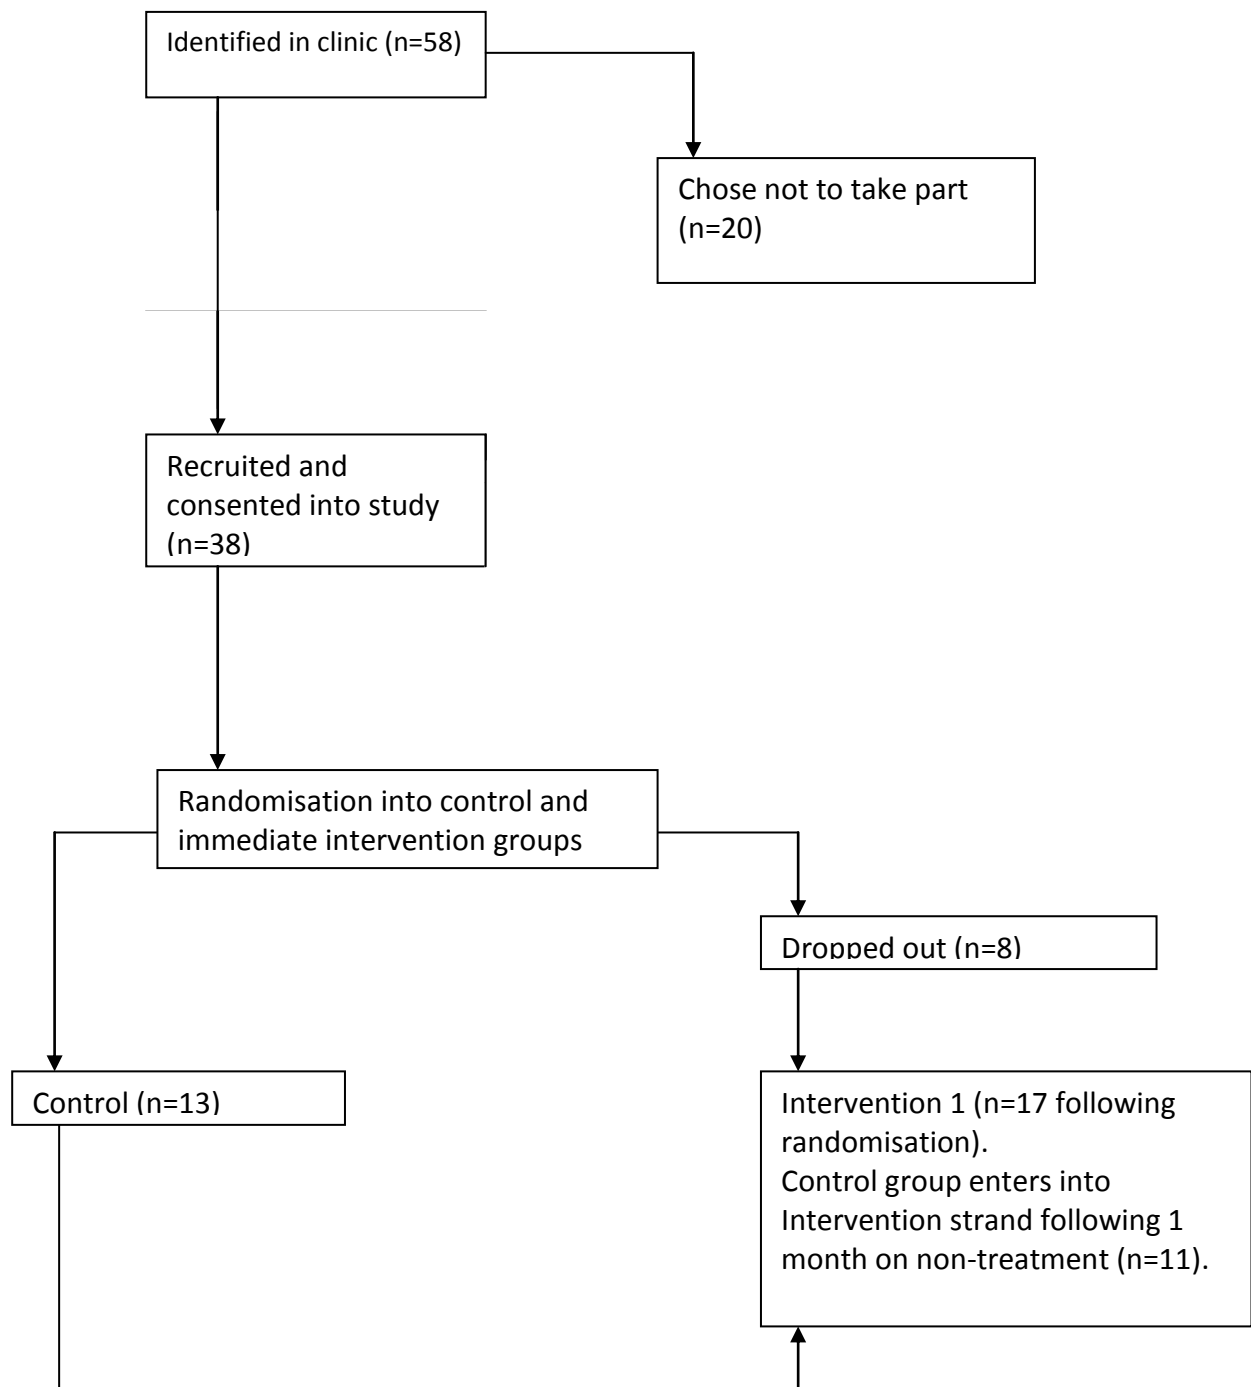 Identified in clinic (n=58)
Chose not to take part
(n=20)
Recruited and
consented into study
(n=38)
Randomisation into control and
immediate intervention groups
Dropped out (n=8)
Control (n=13)
Intervention 1 (n=17 following
randomisation).
Control group enters into
Intervention strand following 1
month on non-treatment (n=11).